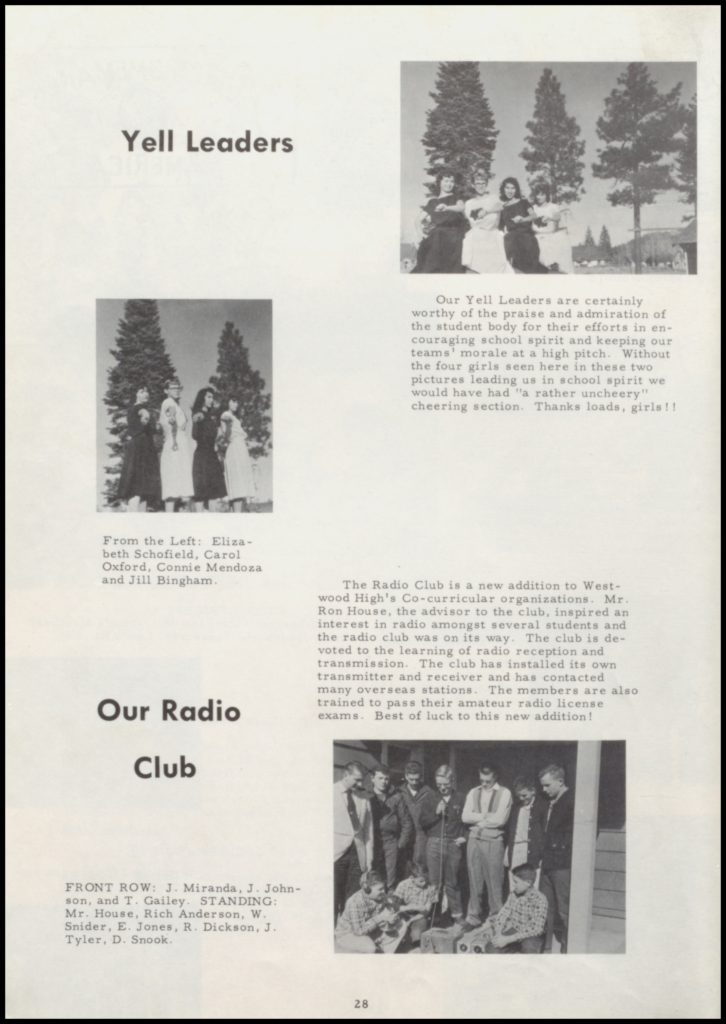 Yell Leaders
Our Yell Leaders are certainly
worthy of the praise and admiration of
the student body for their efforts in en-
couraging school spirit and keeping our
teams' morale at a high pitch. Without
the four girls seen here in these two
pictures leading us in school spirit we
would have had "a rather uncheery"
cheering section. Thanks loads, girls!!
From the Left: Eliza-
beth Schofield, Carol
Oxford, Connie Mendoza
and Jill Bingham.
The Radio Club is a new addition to West-
wood High's Co-curricular organizations. Mr.
Ron House, the advisor to the club, inspired an
interest in radio amongst several students and
the radio club was on its way. The club is de-
voted to the learning of radio reception and
transmission. The club has installed its own
transmitter and receiver and has contacted
many overseas stations. The members are also
trained to pass their amateur radio license
exams. Best of luck to this new addition!
Our Radio
Club
FRONT ROW: J. Miranda, J. John-
son, and T. Gailey. STANDING:
Mr. House, Rich Anderson, W.
Snider, E. Jones, R. Dickson, J.
Tyler, D. Snook.
28